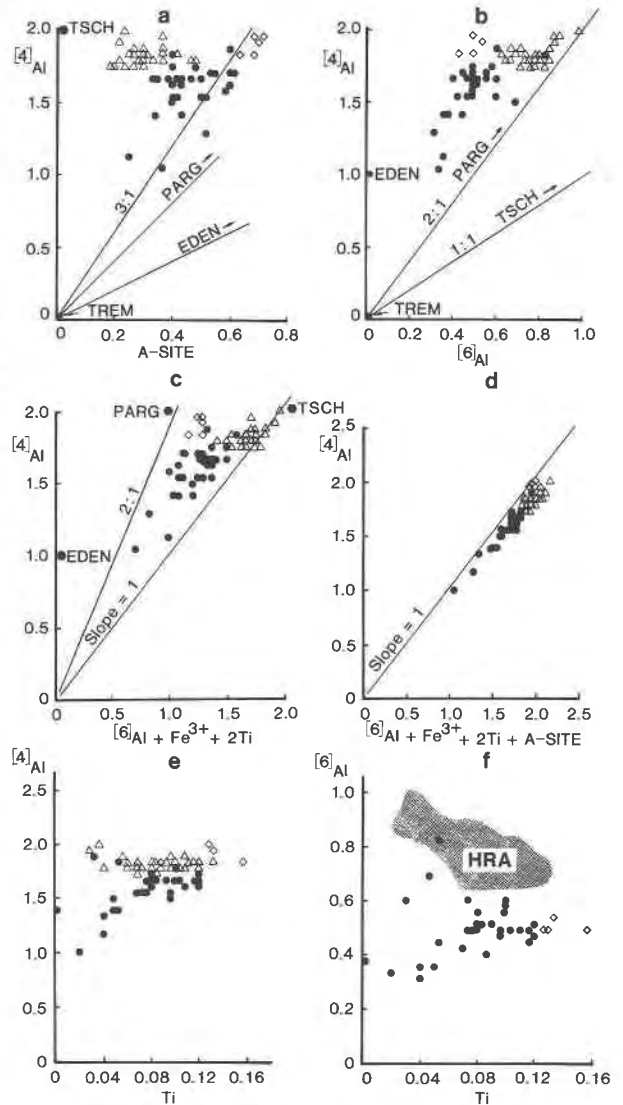 a
[4]Al
2.0
1.5
1.0
0.5
0
TSCH
3:1
PARG
EDEN
TREM
0.2 0.4 0.6 0.8
A-SITE
b
[4]Al
2.0
1.5
1.0
0.5
0
EDEN
PARG
2:1
TSCH
1:1
TREM
0 0.2 0.4 0.6 0.8 1.0
[6]Al
c
[4]Al
2.0
1.5
1.0
0.5
0
PARG
TSCH
2:1
EDEN
Slope = 1
0 0.5 1.0 1.5 2.0
[6]Al + Fe3+ + 2Ti
d
[4]Al
2.5
2.0
1.5
1.0
0.5
0
Slope = 1
0 0.5 1.0 1.5 2.0 2.5
[6]Al + Fe3+ + 2Ti + A-SITE
e
[4]Al
2.5
2.0
1.5
1.0
0.5
0
0 0.04 0.08 0.12 0.16
Ti
f
[6]Al
1.0
0.8
0.6
0.4
0.2
0
HRA
0 0.04 0.08 0.12 0.16
Ti